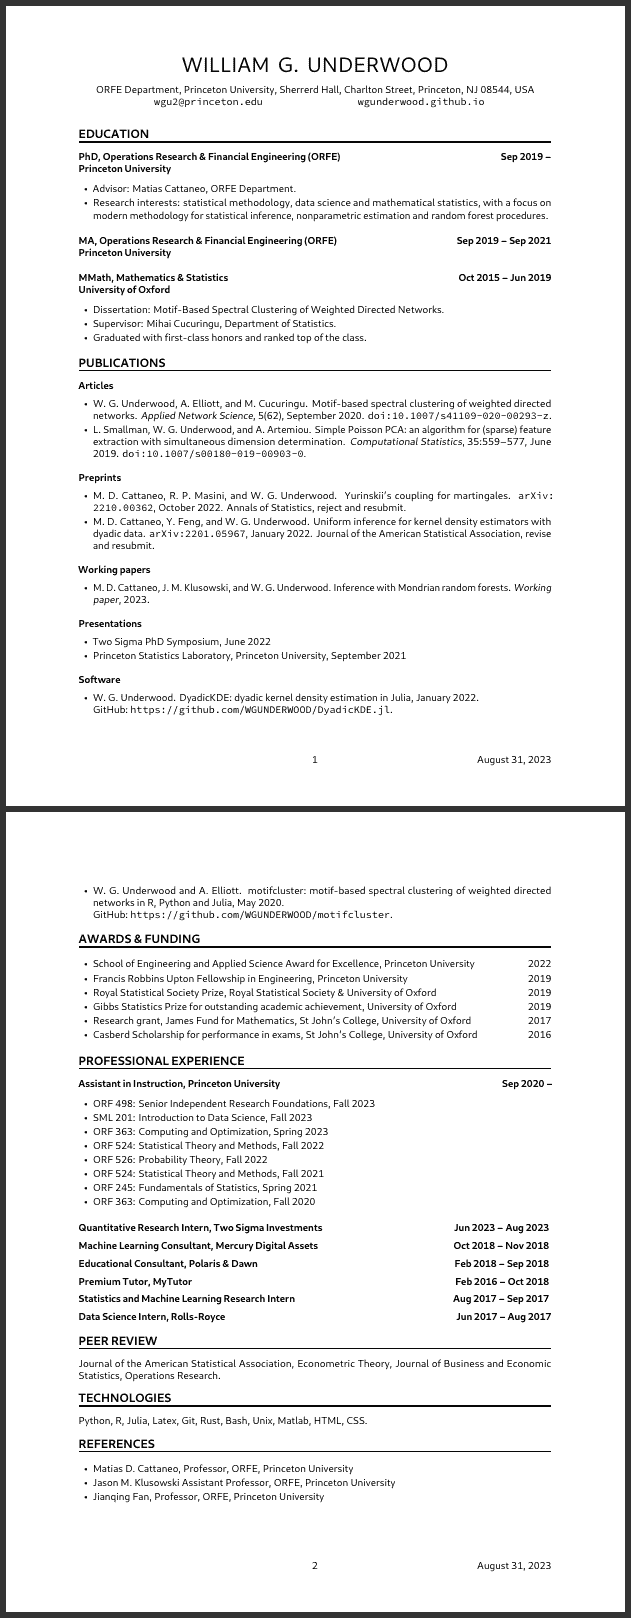 WILLIAM G. UNDERWOOD
ORFE Department, Princeton University, Sherrerd Hall, Charlton Street, Princeton, NJ 08544, USA
wgu2@princeton.edu wgunderwood.github.io
EDUCATION
PhD, Operations Research & Financial Engineering (ORFE) Sep 2019 –
Princeton University
• Advisor: Matias Cattaneo, ORFE Department.
• Research interests: statistical methodology, data science and mathematical statistics, with a focus on
modern methodology for statistical inference, nonparametric estimation and random forest procedures.
MA, Operations Research & Financial Engineering (ORFE) Sep 2019 – Sep 2021
Princeton University
MMath, Mathematics & Statistics Oct 2015 – Jun 2019
University of Oxford
• Dissertation: Motif-Based Spectral Clustering of Weighted Directed Networks.
• Supervisor: Mihai Cucuringu, Department of Statistics.
• Graduated with first-class honors and ranked top of the class.
PUBLICATIONS
Articles
• W. G. Underwood, A. Elliott, and M. Cucuringu. Motif-based spectral clustering of weighted directed
networks. Applied Network Science, 5(62), September 2020. doi:10.1007/s41109-020-00293-z.
• L. Smallman, W. G. Underwood, and A. Artemiou. Simple Poisson PCA: an algorithm for (sparse) feature
extraction with simultaneous dimension determination. Computational Statistics, 35:559–577, June
2019. doi:10.1007/s00180-019-00903-0.
Preprints
• M. D. Cattaneo, R. P. Masini, and W. G. Underwood. Yurinskii's coupling for martingales. arXiv:
2210.00362, October 2022. Annals of Statistics, reject and resubmit.
• M. D. Cattaneo, Y. Feng, and W. G. Underwood. Uniform inference for kernel density estimators with
dyadic data. arXiv:2201.05967, January 2022. Journal of the American Statistical Association, revise
and resubmit.
Working papers
• M. D. Cattaneo, J. M. Klusowski, and W. G. Underwood. Inference with Mondrian random forests. Working
paper, 2023.
Presentations
• Two Sigma PhD Symposium, June 2022
• Princeton Statistics Laboratory, Princeton University, September 2021
Software
• W. G. Underwood. DyadicKDE: dyadic kernel density estimation in Julia, January 2022.
GitHub: https://github.com/WGUNDERWOOD/DyadicKDE.jl.
1 August 31, 2023
• W. G. Underwood and A. Elliott. motifcluster: motif-based spectral clustering of weighted directed
networks in R, Python and Julia, May 2020.
GitHub: https://github.com/WGUNDERWOOD/motifcluster.
AWARDS & FUNDING
• School of Engineering and Applied Science Award for Excellence, Princeton University 2022
• Francis Robbins Upton Fellowship in Engineering, Princeton University 2019
• Royal Statistical Society Prize, Royal Statistical Society & University of Oxford 2019
• Gibbs Statistics Prize for outstanding academic achievement, University of Oxford 2019
• Research grant, James Fund for Mathematics, St John's College, University of Oxford 2017
• Casberd Scholarship for performance in exams, St John's College, University of Oxford 2016
PROFESSIONAL EXPERIENCE
Assistant in Instruction, Princeton University Sep 2020 –
• ORF 498: Senior Independent Research Foundations, Fall 2023
• SML 201: Introduction to Data Science, Fall 2023
• ORF 363: Computing and Optimization, Spring 2023
• ORF 524: Statistical Theory and Methods, Fall 2022
• ORF 526: Probability Theory, Fall 2022
• ORF 524: Statistical Theory and Methods, Fall 2021
• ORF 245: Fundamentals of Statistics, Spring 2021
• ORF 363: Computing and Optimization, Fall 2020
Quantitative Research Intern, Two Sigma Investments Jun 2023 – Aug 2023
Machine Learning Consultant, Mercury Digital Assets Oct 2018 – Nov 2018
Educational Consultant, Polaris & Dawn Feb 2018 – Sep 2018
Premium Tutor, MyTutor Feb 2016 – Oct 2018
Statistics and Machine Learning Research Intern Aug 2017 – Sep 2017
Data Science Intern, Rolls-Royce Jun 2017 – Aug 2017
PEER REVIEW
Journal of the American Statistical Association, Econometric Theory, Journal of Business and Economic
Statistics, Operations Research.
TECHNOLOGIES
Python, R, Julia, Latex, Git, Rust, Bash, Unix, Matlab, HTML, CSS.
REFERENCES
• Matias D. Cattaneo, Professor, ORFE, Princeton University
• Jason M. Klusowski Assistant Professor, ORFE, Princeton University
• Jianqing Fan, Professor, ORFE, Princeton University
2 August 31, 2023